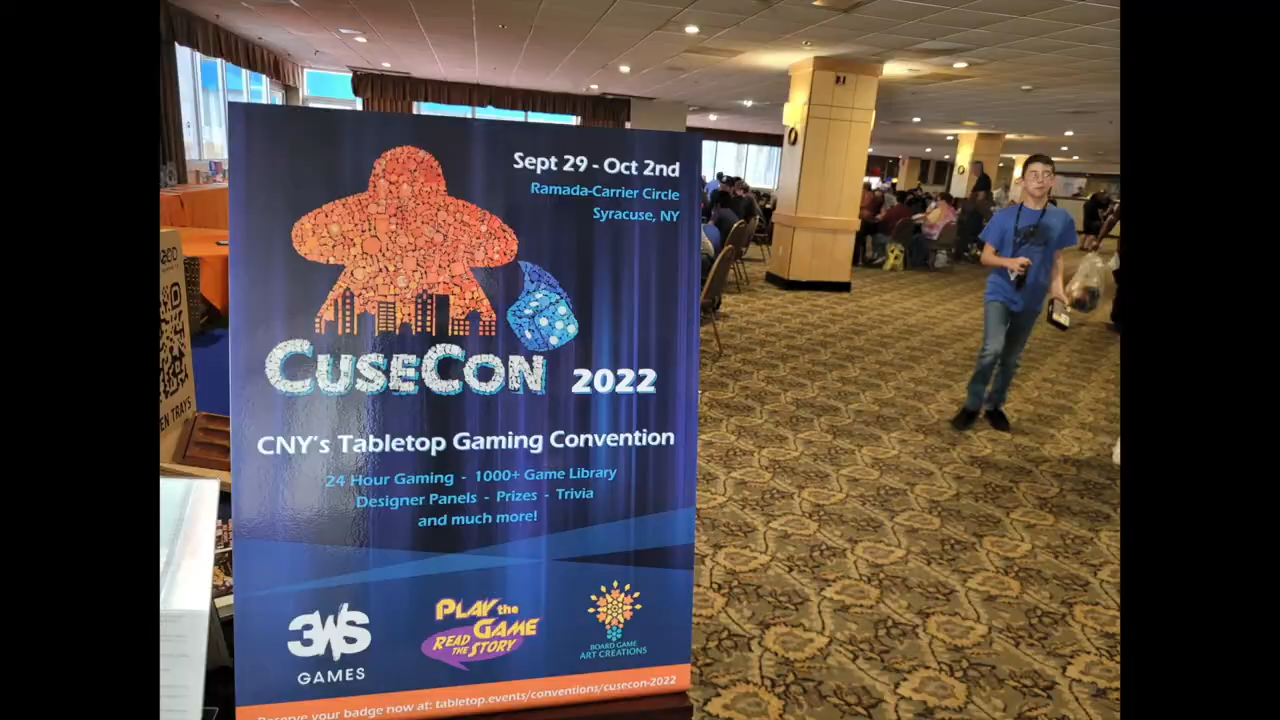 Sept 29 - Oct 2nd
Ramada-Carrier Circle
Syracuse, NY
CUSECON 2022
CNY's Tabletop Gaming Convention
24 Hour Gaming - 1000+ Game Library
Designer Panels - Prizes - Trivia
and much more!
3WS
GAMES
PLAY the
GAME
READ
THE STORY
BOARD GAME
ART CREATIONS
Reserve your badge now at: tabletop.events/conventions/cusecon-2022
EN TRAYS